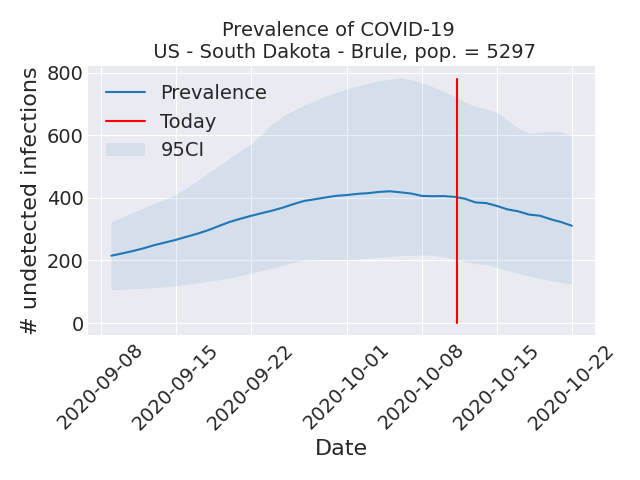 Prevalence of COVID-19
US - South Dakota - Brule, pop. = 5297
# undetected infections
800
600
400
200
0
Prevalence
Today
95CI
2020-09-08
2020-09-15
2020-09-22
2020-10-01
2020-10-08
2020-10-15
2020-10-22
Date